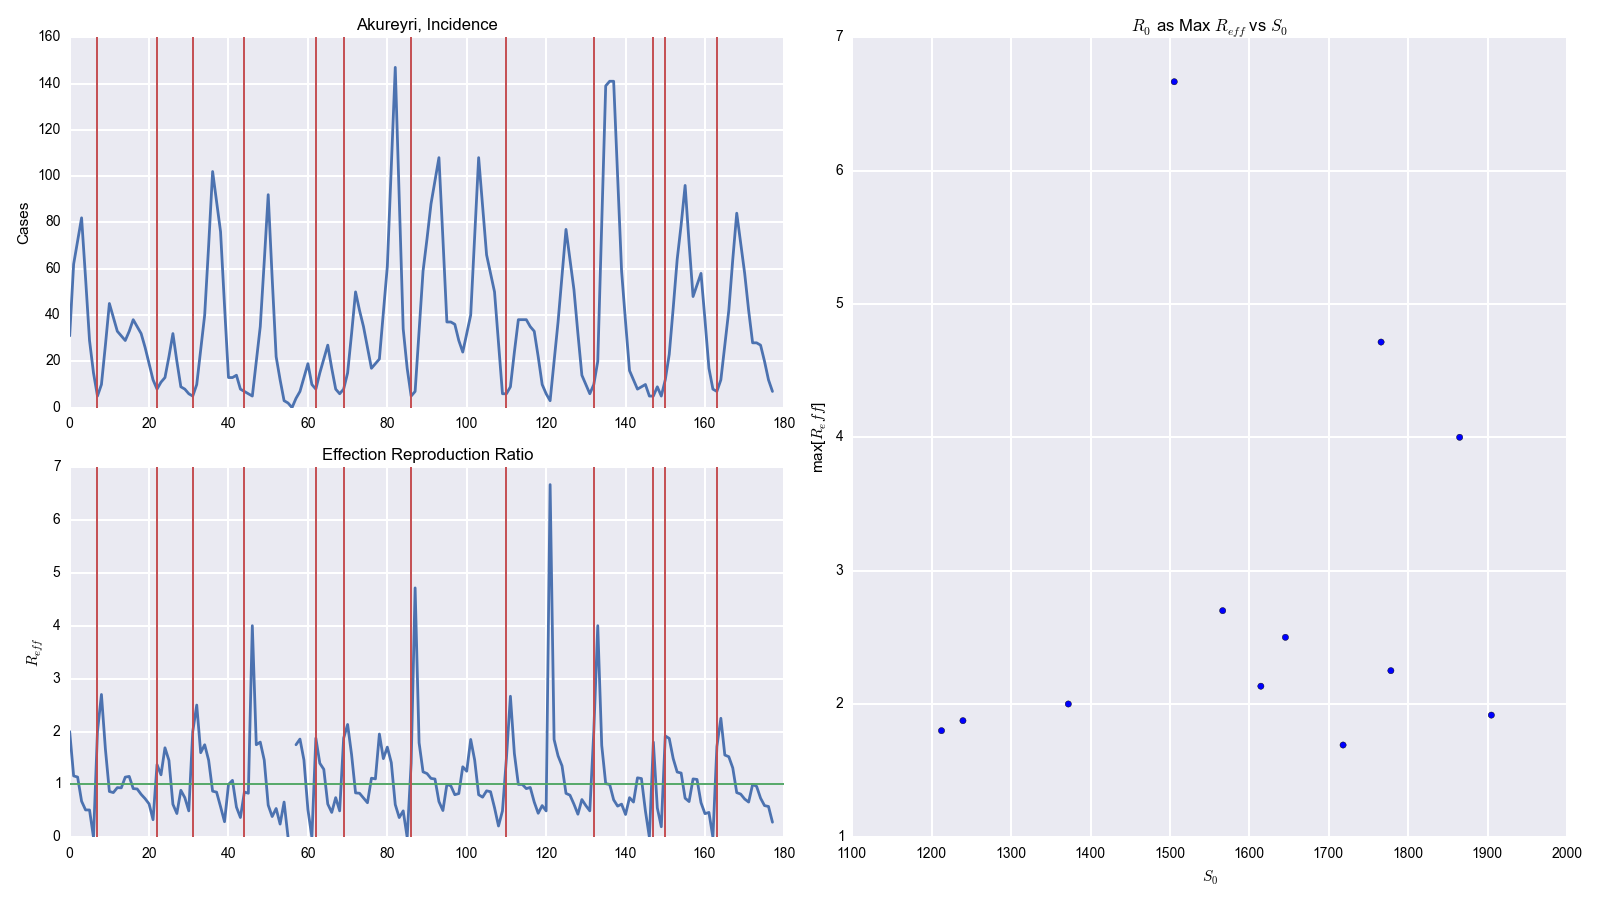 Akureyri, Incidence
160
140
120
100
80
60
40
20
0
Cases
0 20 40 60 80 100 120 140 160 180
Effection Reproduction Ratio
7
6
5
4
3
2
1
0
R_eff
0 20 40 60 80 100 120 140 160 180
R_0 as Max R_eff vs S_0
7
6
5
4
3
2
1
max[R_eff]
1100 1200 1300 1400 1500 1600 1700 1800 1900 2000
S_0